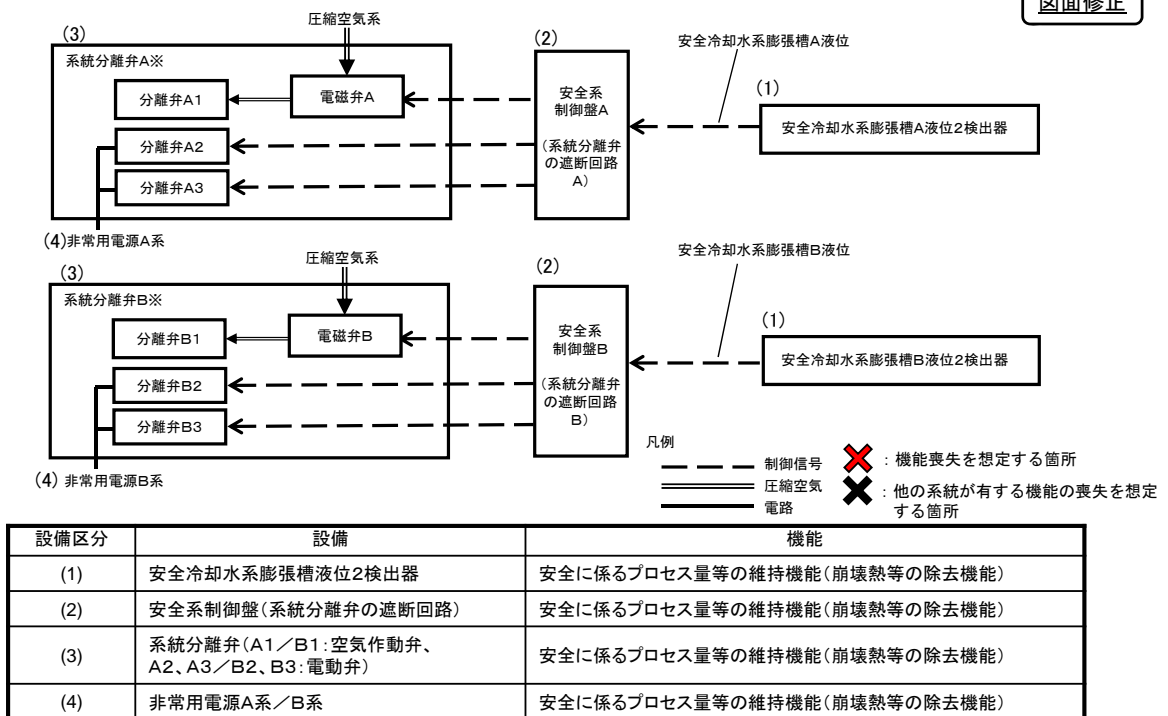 図面修正
圧縮空気系
(3)
系統分離弁A※
分離弁A1
電磁弁A
分離弁A2
分離弁A3
(4)非常用電源A系
(2)
安全系
制御盤A
(系統分離弁
の遮断回路
A)
安全冷却水系膨張槽A液位
(1)
安全冷却水系膨張槽A液位2検出器
圧縮空気系
(3)
系統分離弁B※
分離弁B1
電磁弁B
分離弁B2
分離弁B3
(4) 非常用電源B系
(2)
安全系
制御盤B
(系統分離弁
の遮断回路
B)
安全冷却水系膨張槽B液位
(1)
安全冷却水系膨張槽B液位2検出器
凡例
制御信号
圧縮空気
電路
：機能喪失を想定する箇所
：他の系統が有する機能の喪失を想定
する箇所
設備区分 設備 機能
(1) 安全冷却水系膨張槽液位2検出器 安全に係るプロセス量等の維持機能(崩壊熱等の除去機能)
(2) 安全系制御盤(系統分離弁の遮断回路) 安全に係るプロセス量等の維持機能(崩壊熱等の除去機能)
(3) 系統分離弁(A1／B1:空気作動弁、
A2、A3／B2、B3:電動弁) 安全に係るプロセス量等の維持機能(崩壊熱等の除去機能)
(4) 非常用電源A系／B系 安全に係るプロセス量等の維持機能(崩壊熱等の除去機能)